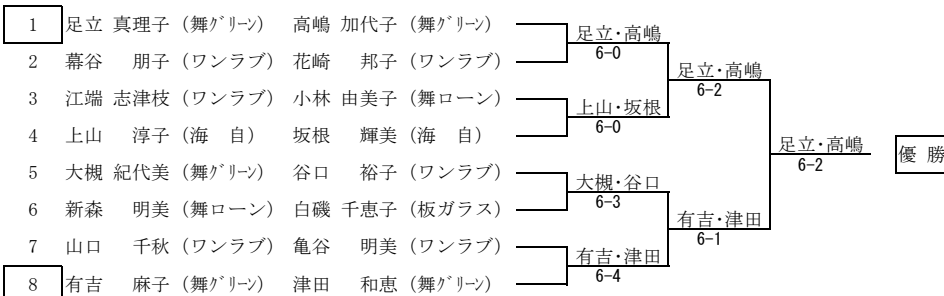 1 足立 真理子 (舞グリーン) 高嶋 加代子 (舞グリーン)
足立・高嶋
6-0
2 幕谷 朋子 (ワンラブ) 花崎 邦子 (ワンラブ)
足立・高嶋
6-2
3 江端 志津枝 (ワンラブ) 小林 由美子 (舞ローン)
上山・坂根
6-0
4 上山 淳子 (海 自) 坂根 輝美 (海 自)
足立・高嶋
6-2
優 勝
5 大槻 紀代美 (舞グリーン) 谷口 裕子 (ワンラブ)
大槻・谷口
6-3
6 新森 明美 (舞ローン) 白磯 千恵子 (板ガラス)
有吉・津田
6-1
7 山口 千秋 (ワンラブ) 亀谷 明美 (ワンラブ)
有吉・津田
6-4
8 有吉 麻子 (舞グリーン) 津田 和恵 (舞グリーン)